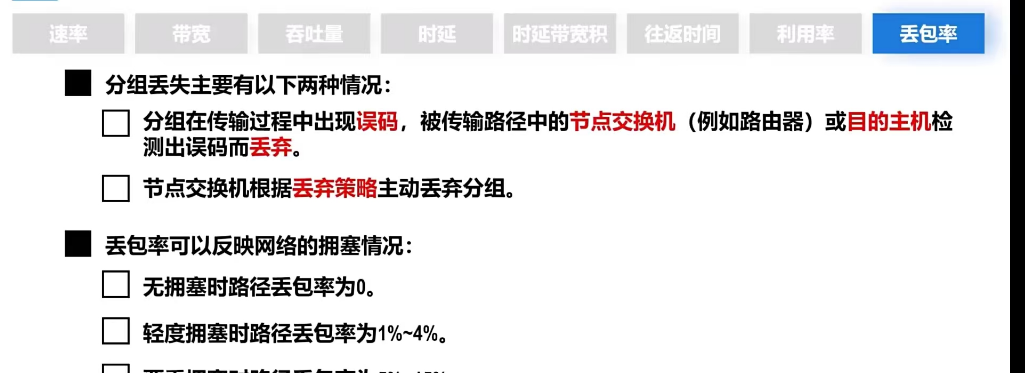 速率 带宽 吞吐量 时延 时延带宽积 往返时间 利用率 丢包率
分组丢失主要有以下两种情况：
分组在传输过程中出现误码，被传输路径中的节点交换机（例如路由器）或目的主机检
测出误码而丢弃。
节点交换机根据丢弃策略主动丢弃分组。
丢包率可以反映网络的拥塞情况：
无拥塞时路径丢包率为0。
轻度拥塞时路径丢包率为1%~4%。